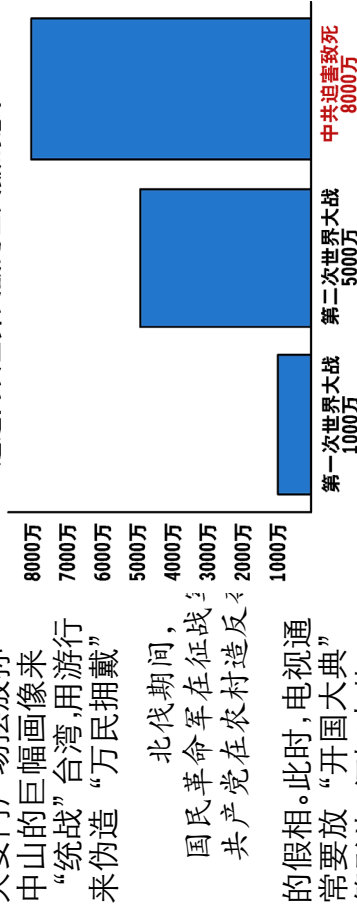 中山的巨幅画像来
“统战”台湾,用游行
来伪造“万民拥戴”
北伐期间,
国民革命军在征战
共产党在农村造反
的假相。此时,电视通
常要放“开国大典”
8000万
7000万
6000万
5000万
4000万
3000万
2000万
1000万
第一次世界大战
1000万
第二次世界大战
5000万
中共迫害致死
8000万